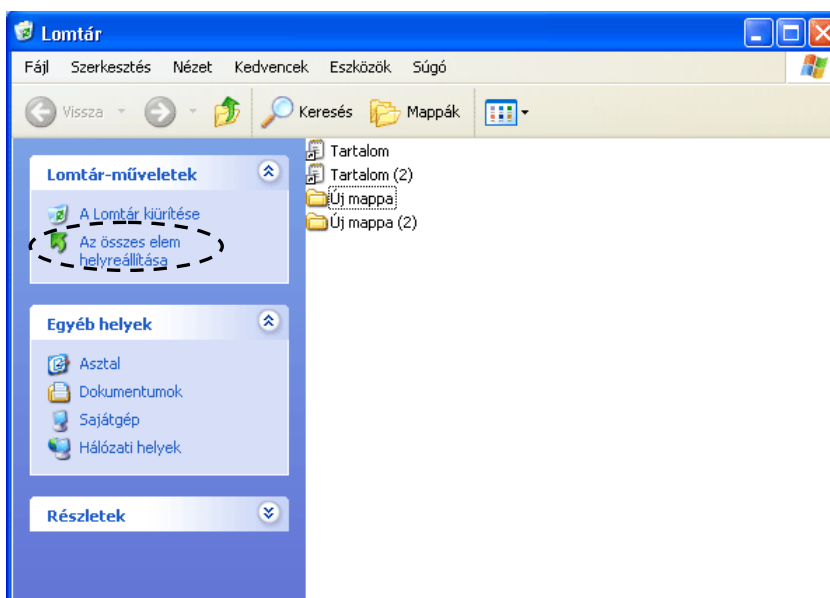 Lomtár
Fájl Szerkesztés Nézet Kedvencek Eszközök Súgó
Vissza Keresés Mappák
Lomtár-műveletek
A Lomtár kiürítése
Az összes elem
helyreállítása
Egyéb helyek
Asztal
Dokumentumok
Sajátgép
Hálózati helyek
Részletek
Tartalom
Tartalom (2)
Új mappa
Új mappa (2)